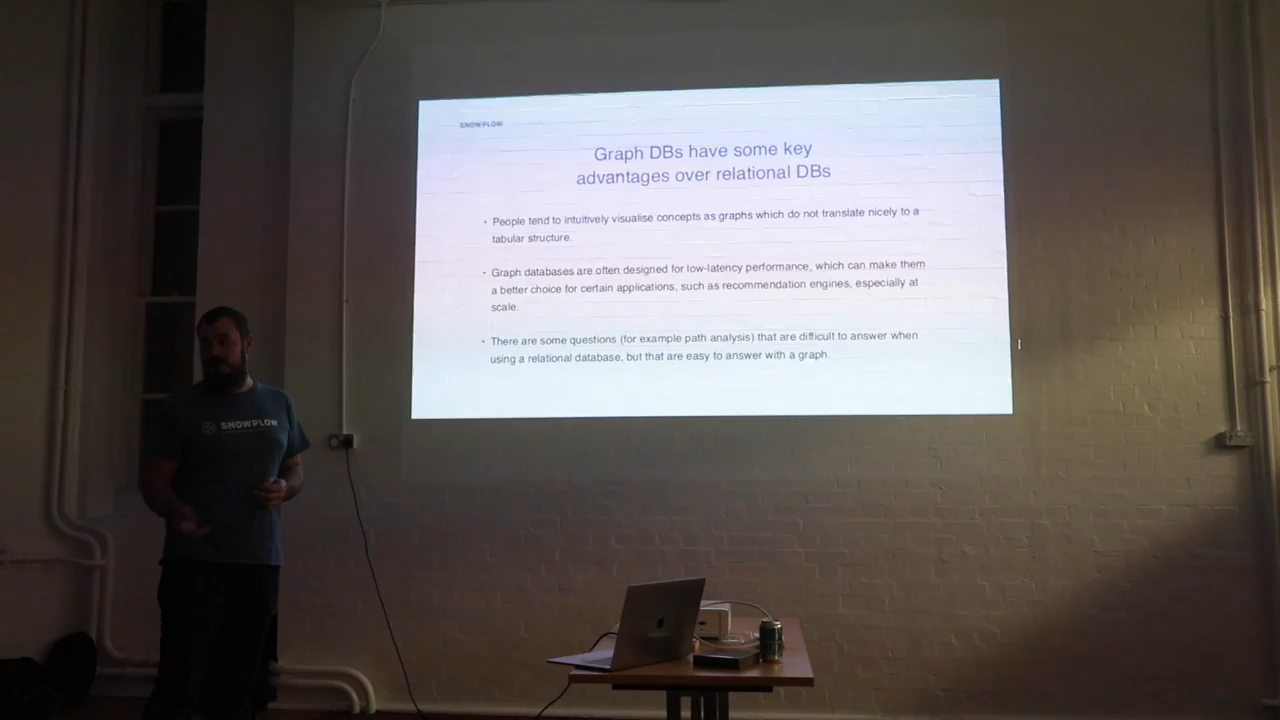 SNOWPLOW
Graph DBs have some key
advantages over relational DBs
• People tend to intuitively visualise concepts as graphs which do not translate nicely to a
tabular structure.
• Graph databases are often designed for low-latency performance, which can make them
a better choice for certain applications, such as recommendation engines, especially at
scale.
• There are some questions (for example path analysis) that are difficult to answer when
using a relational database, but that are easy to answer with a graph.
SNOWPLOW